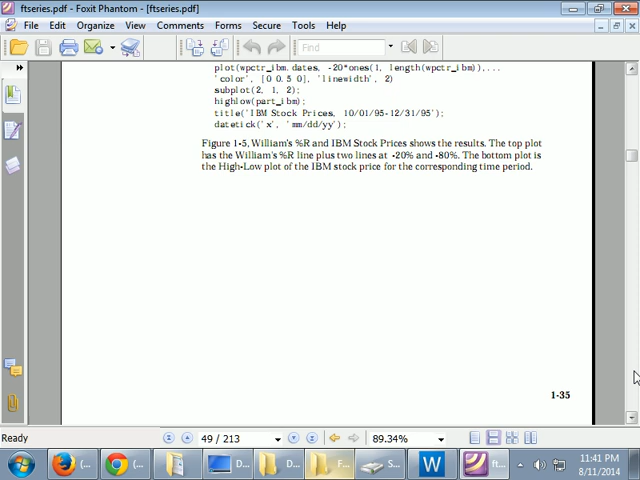 ftseries.pdf - Foxit Phantom - [ftseries.pdf]
File Edit Organize View Comments Forms Secure Tools Help
Find
plot(wpctr_ibm.dates, -20*ones(1, length(wpctr_ibm)),...
'color', [0 0.5 0], 'linewidth', 2)
subplot(2, 1, 2);
highlow(part_ibm);
title('IBM Stock Prices, 10/01/95-12/31/95');
datetick('x', 'mm/dd/yy');
Figure 1-5, William's %R and IBM Stock Prices shows the results. The top plot
has the William's %R line plus two lines at -20% and -80%. The bottom plot is
the High-Low plot of the IBM stock price for the corresponding time period.
1-35
Ready 49 / 213 89.34%
(... (... D... D... F... S... W ft...
11:41 PM
8/11/2014